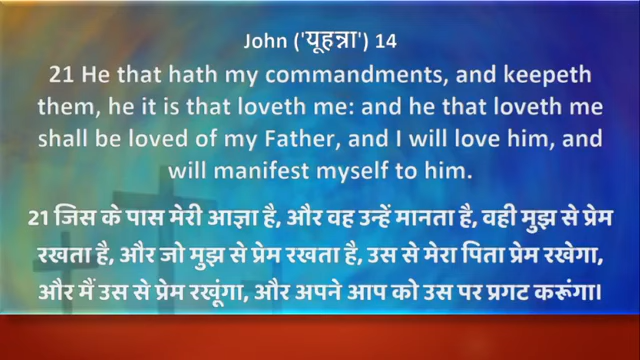 John ('यूहन्ना') 14
21 He that hath my commandments, and keepeth
them, he it is that loveth me: and he that loveth me
shall be loved of my Father, and I will love him, and
will manifest myself to him.
21 जिस के पास मेरी आज्ञा है, और वह उन्हें मानता है, वही मुझ से प्रेम
रखता है, और जो मुझ से प्रेम रखता है, उस से मेरा पिता प्रेम रखेगा,
और मैं उस से प्रेम रखूंगा, और अपने आप को उस पर प्रगट करूंगा।